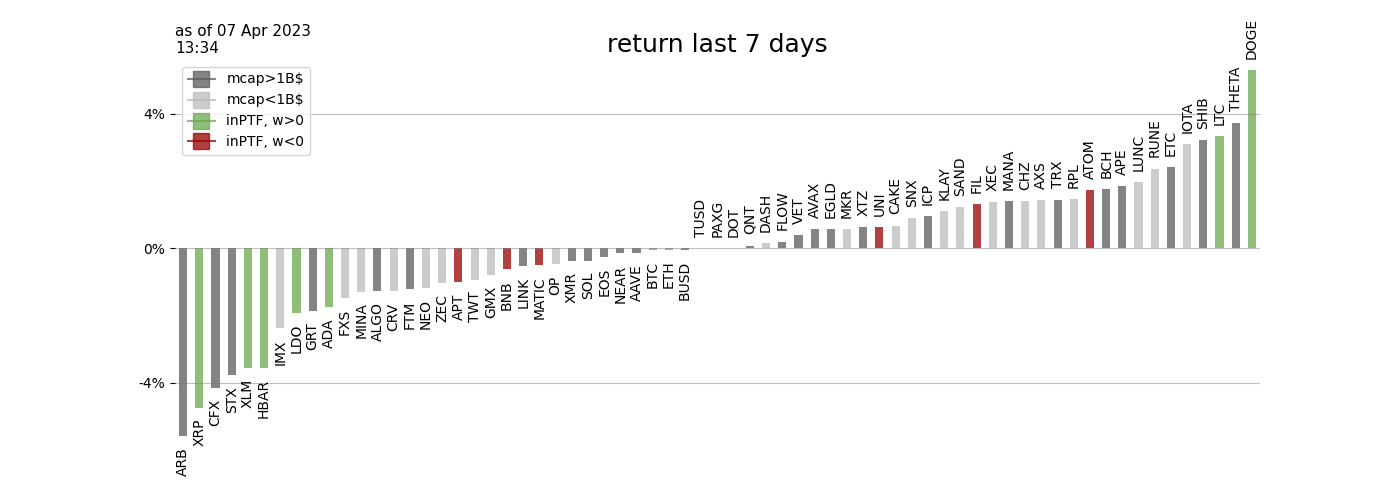 as of 07 Apr 2023
13:34
return last 7 days
mcap>1B$
mcap<1B$
inPTF, w>0
inPTF, w<0
4%
0%
-4%
ARB
XRP
CFX
STX
XLM
HBAR
IMX
LDO
GRT
ADA
FXS
MINA
ALGO
CRV
FTM
NEO
ZEC
APT
TWT
GMX
BNB
LINK
MATIC
OP
XMR
SOL
EOS
NEAR
AAVE
BTC
ETH
BUSD
TUSD
PAXG
DOT
QNT
DASH
FLOW
VET
AVAX
EGLD
MKR
XTZ
UNI
CAKE
SNX
ICP
KLAY
SAND
FIL
XEC
MANA
CHZ
AXS
TRX
RPL
ATOM
BCH
APE
LUNC
RUNE
ETC
IOTA
SHIB
LTC
THETA
DOGE